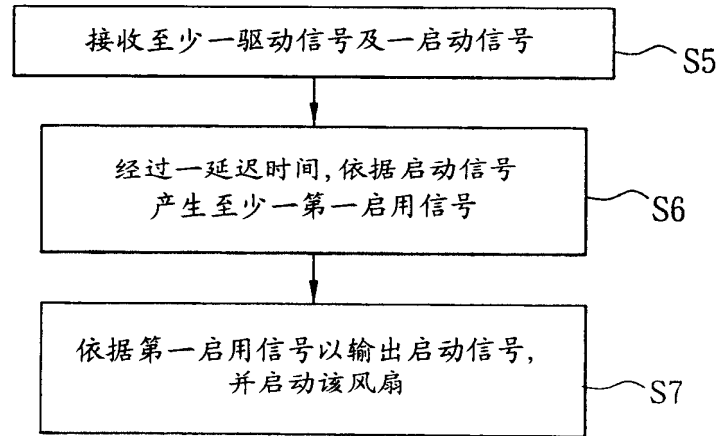 接收至少一驱动信号及一启动信号
S5
经过一延迟时间,依据启动信号
产生至少一第一启用信号
S6
依据第一启用信号以输出启动信号,
并启动该风扇
S7